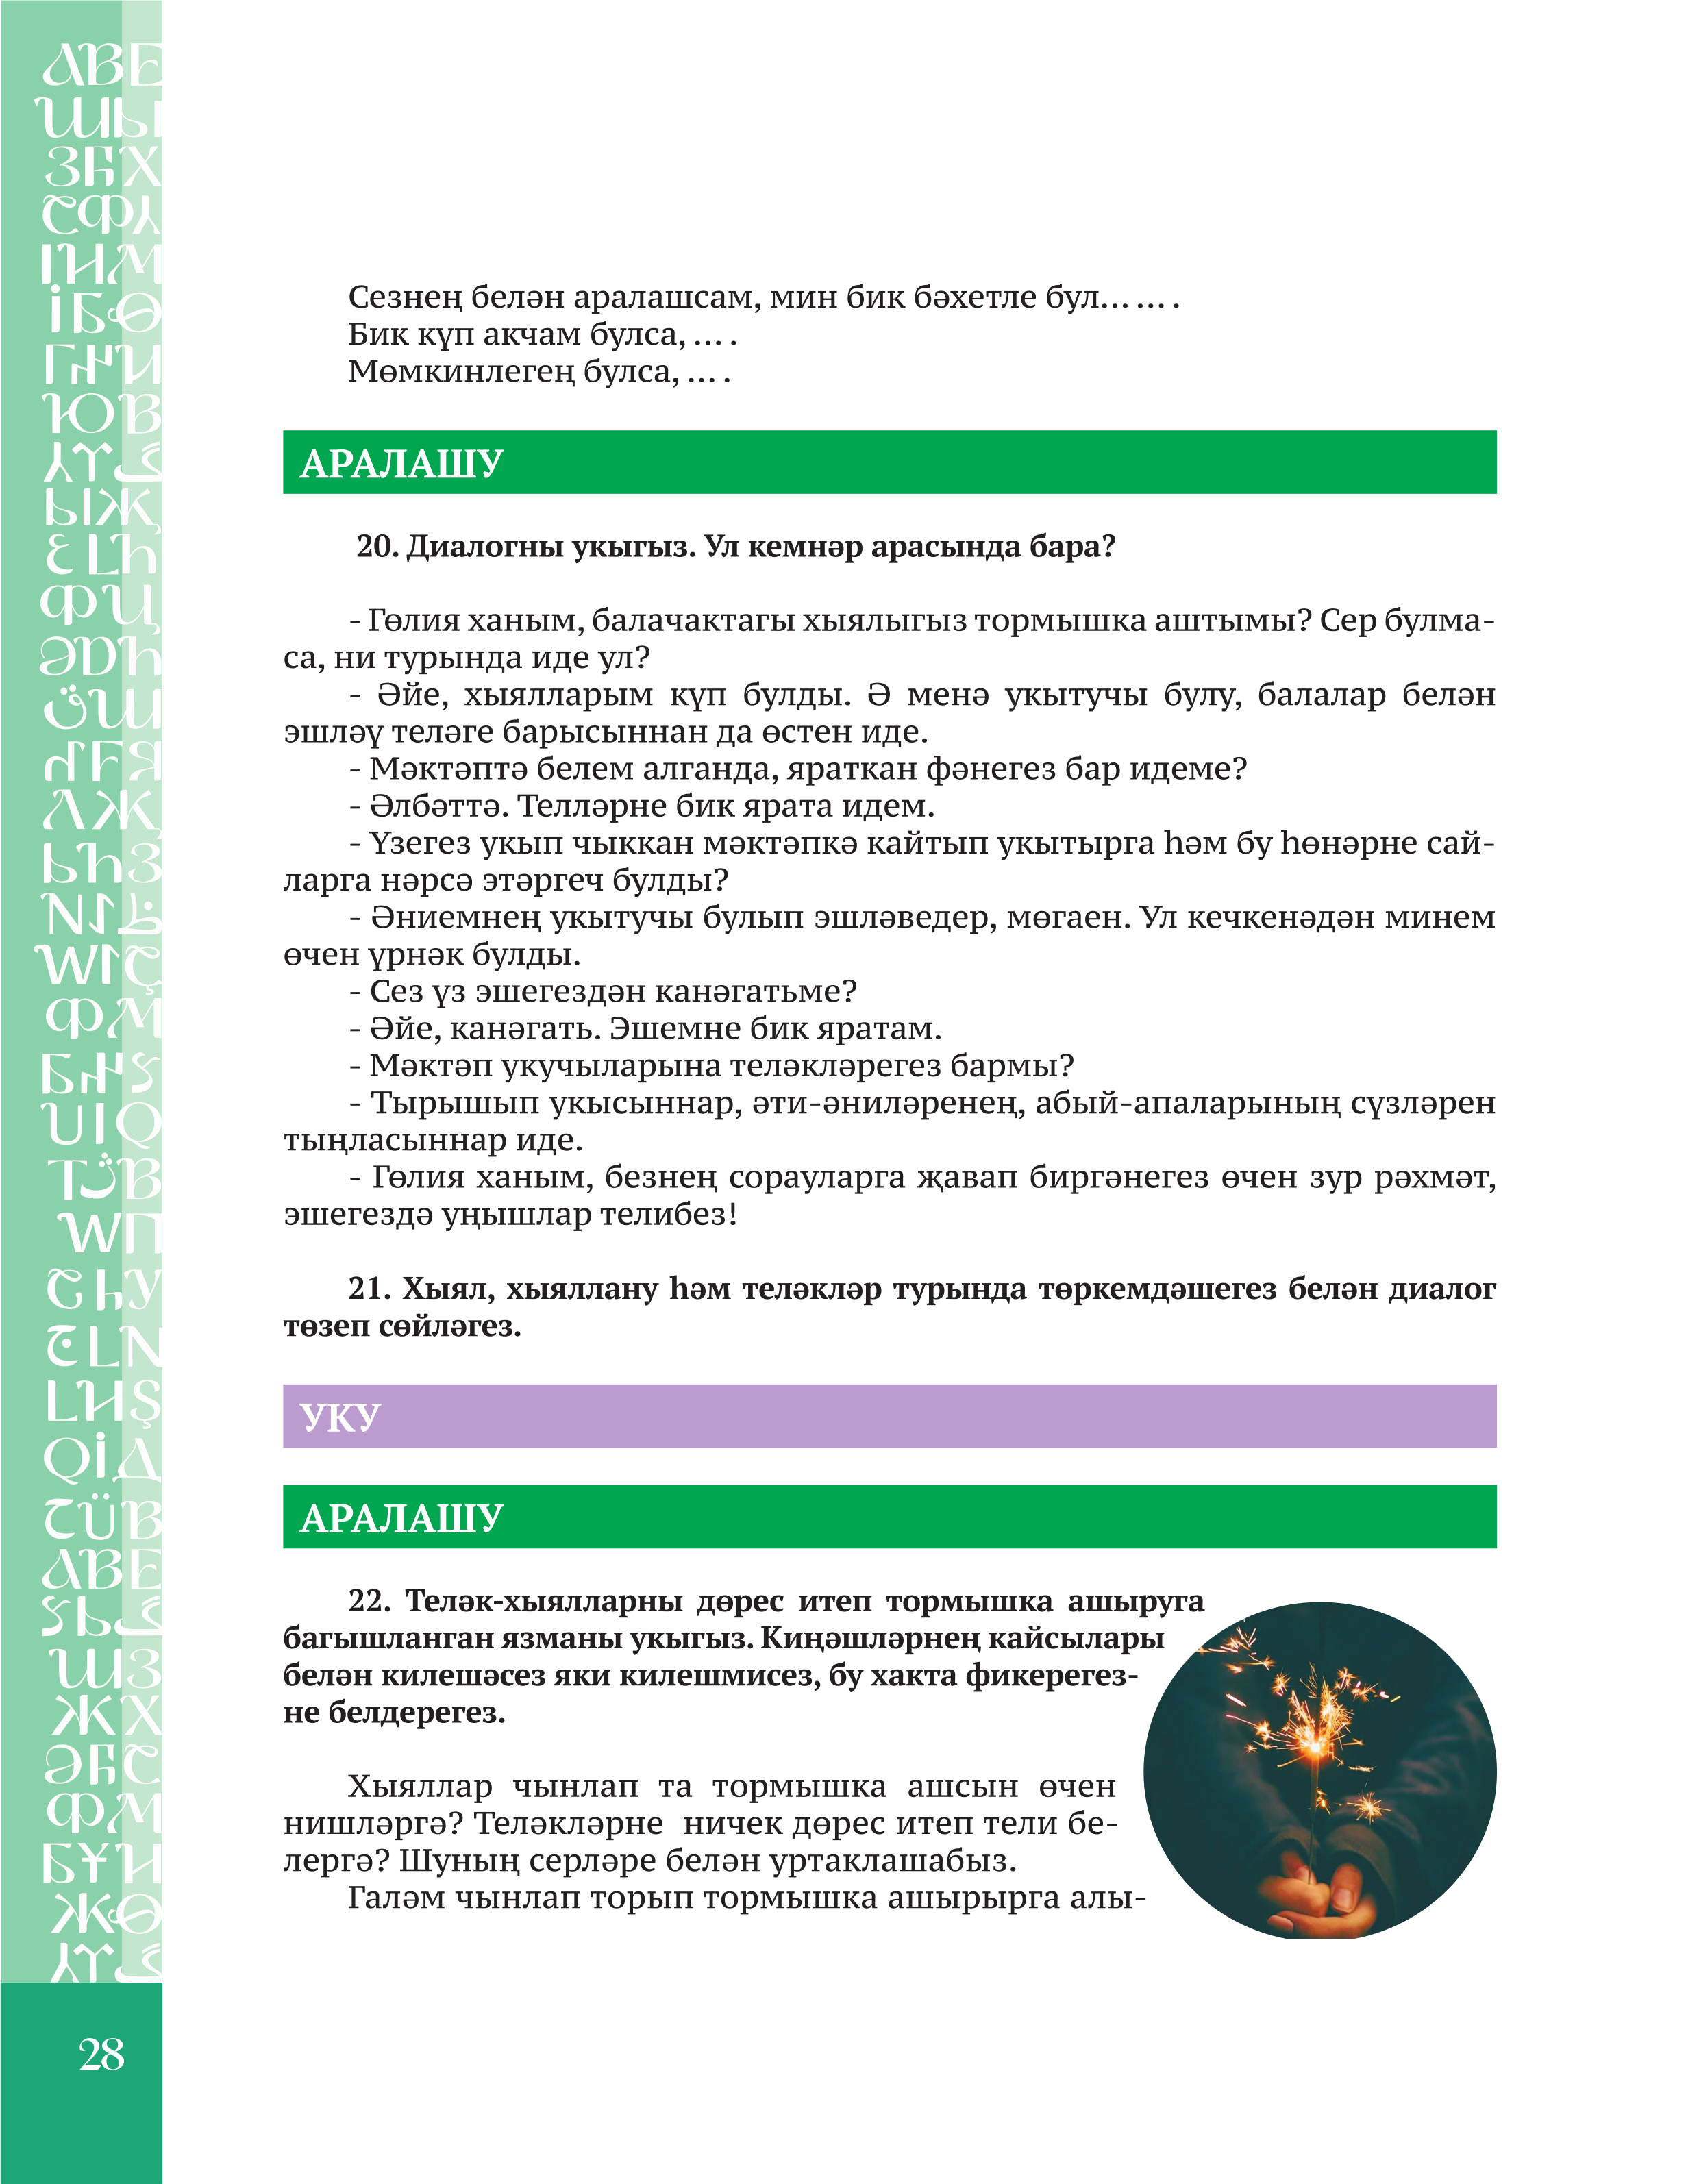 Сезнең белән аралашсам, мин бик бәхетле бул... ... .
Бик күп акчам булса, ... .
Мөмкинлегең булса, ... .
АРАЛАШУ
20. Диалогны укыгыз. Ул кемнәр арасында бара?
- Гөлия ханым, балачактагы хыялыгыз тормышка аштымы? Сер булма-
са, ни турында иде ул?
- Әйе, хыялларым күп булды. Ә менә укытучы булу, балалар белән
эшләү теләге барысыннан да өстен иде.
- Мәктәптә белем алганда, яраткан фәнегез бар идеме?
- Әлбәттә. Телләрне бик ярата идем.
- Үзегез укып чыккан мәктәпкә кайтып укытырга һәм бу һөнәрне сай-
ларга нәрсә этәргеч булды?
- Әниемнең укытучы булып эшләведер, мөгаен. Ул кечкенәдән минем
өчен үрнәк булды.
- Сез үз эшегездән канәгатьме?
- Әйе, канәгать. Эшемне бик яратам.
- Мәктәп укучыларына теләкләрегез бармы?
- Тырышып укысыннар, әти-әниләренең, абый-апаларының сүзләрен
тыңласыннар иде.
- Гөлия ханым, безнең сорауларга җавап биргәнегез өчен зур рәхмәт,
эшегездә уңышлар телибез!
21. Хыял, хыяллану һәм теләкләр турында төркемдәшегез белән диалог
төзеп сөйләгез.
УКУ
АРАЛАШУ
22. Теләк-хыялларны дөрес итеп тормышка ашыруга
багышланган язманы укыгыз. Киңәшләрнең кайсылары
белән килешәсез яки килешмисез, бу хакта фикерегез-
не белдерегез.
Хыяллар чынлап та тормышка ашсын өчен
нишләргә? Теләкләрне ничек дөрес итеп тели бе-
лергә? Шуның серләре белән уртаклашабыз.
Галәм чынлап торып тормышка ашырырга алы-
28